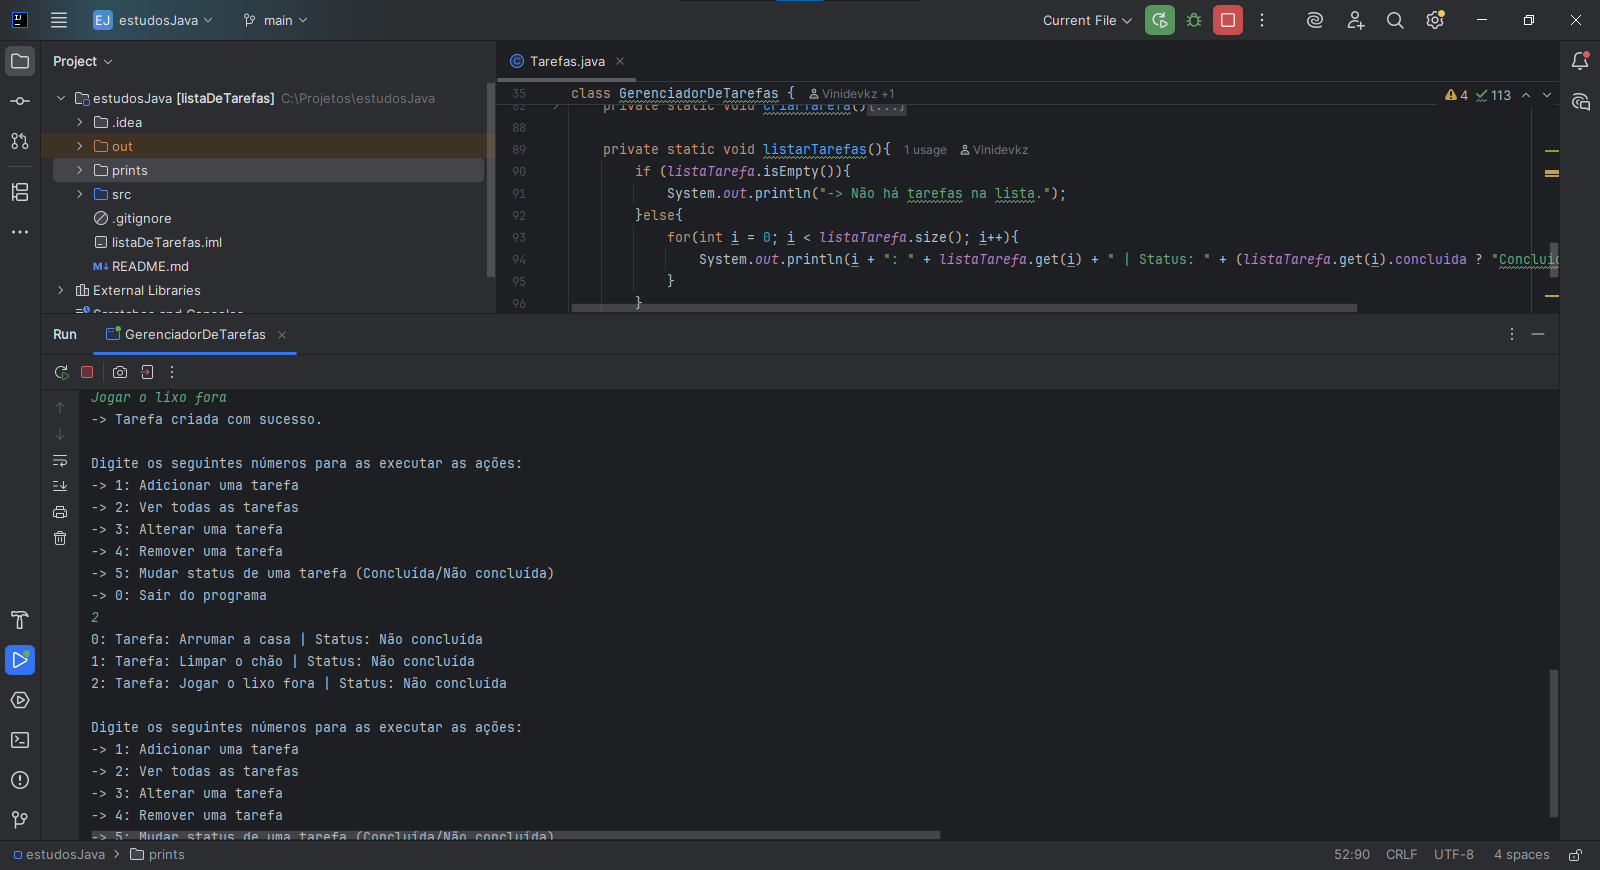 EJ estudosJava main Current File
Project
Tarefas.java
estudosJava [listaDeTarefas] C:\Projetos\estudosJava
.idea
out
prints
src
.gitignore
listaDeTarefas.iml
README.md
External Libraries
Scratches and Consoles
35 class GerenciadorDeTarefas { Vinidevkz +1
4 113
82 private static void criarTarefa(){...}
88
89 private static void listarTarefas(){ 1 usage Vinidevkz
90 if (listaTarefa.isEmpty()){
91 System.out.println("-> Não há tarefas na lista.");
92 }else{
93 for(int i = 0; i < listaTarefa.size(); i++){
94 System.out.println(i + ": " + listaTarefa.get(i) + " | Status: " + (listaTarefa.get(i).concluida ? "Concluíd
95 }
96 }
Run GerenciadorDeTarefas
Jogar o lixo fora
-> Tarefa criada com sucesso.
Digite os seguintes números para as executar as ações:
-> 1: Adicionar uma tarefa
-> 2: Ver todas as tarefas
-> 3: Alterar uma tarefa
-> 4: Remover uma tarefa
-> 5: Mudar status de uma tarefa (Concluída/Não concluída)
-> 0: Sair do programa
2
0: Tarefa: Arrumar a casa | Status: Não concluída
1: Tarefa: Limpar o chão | Status: Não concluída
2: Tarefa: Jogar o lixo fora | Status: Não concluída
Digite os seguintes números para as executar as ações:
-> 1: Adicionar uma tarefa
-> 2: Ver todas as tarefas
-> 3: Alterar uma tarefa
-> 4: Remover uma tarefa
-> 5: Mudar status de uma tarefa (Concluída/Não concluída)
estudosJava > prints
52:90 CRLF UTF-8 4 spaces